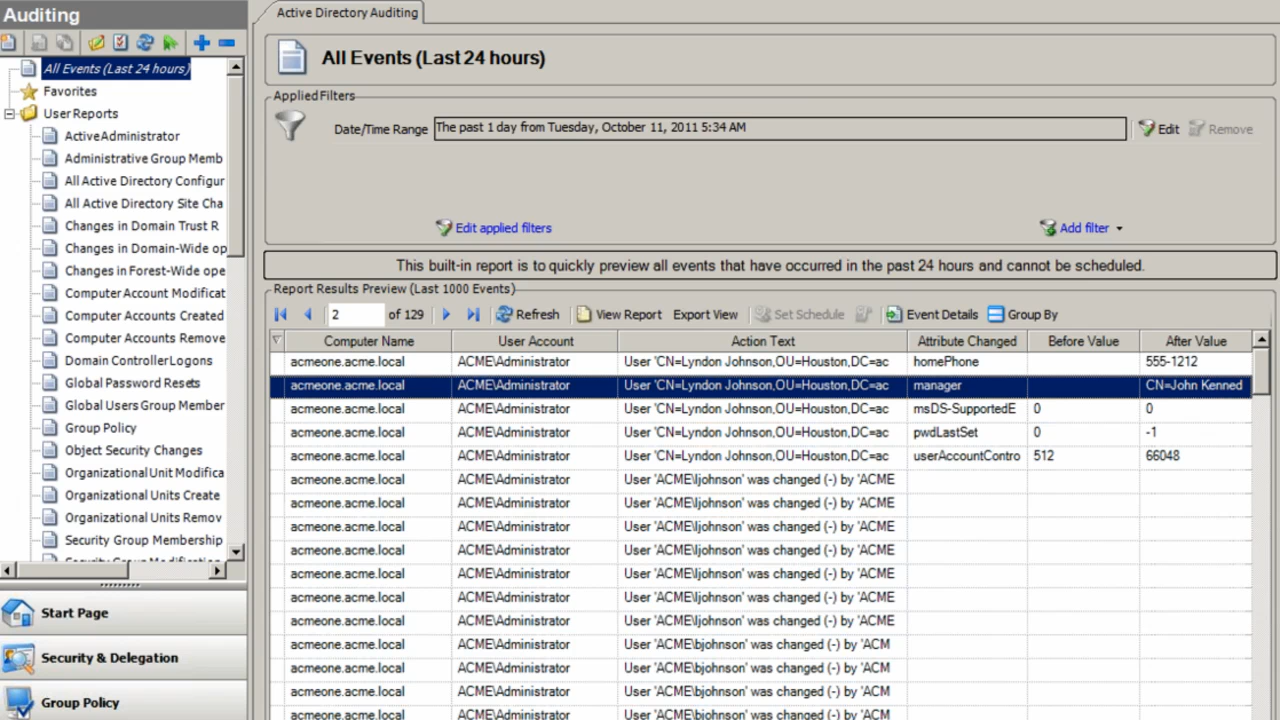 Auditing
All Events (Last 24 hours)
Favorites
User Reports
Active Administrator
Administrative Group Memb
All Active Directory Configur
All Active Directory Site Cha
Changes in Domain Trust R
Changes in Domain-Wide op
Changes in Forest-Wide ope
Computer Account Modificat
Computer Accounts Created
Computer Accounts Remove
Domain Controller Logons
Global Password Resets
Global Users Group Member
Group Policy
Object Security Changes
Organizational Unit Modifica
Organizational Units Create
Organizational Units Remov
Security Group Membership
Security Group Modification
Start Page
Security & Delegation
Group Policy
Active Directory Auditing
All Events (Last 24 hours)
Applied Filters
Date/Time Range The past 1 day from Tuesday, October 11, 2011 5:34 AM Edit Remove
Edit applied filters Add filter
This built-in report is to quickly preview all events that have occurred in the past 24 hours and cannot be scheduled.
Report Results Preview (Last 1000 Events)
2 of 129 Refresh View Report Export View Set Schedule Event Details Group By
Computer Name User Account Action Text Attribute Changed Before Value After Value
acmeone.acme.local ACME\Administrator User 'CN=Lyndon Johnson,OU=Houston,DC=ac homePhone 555-1212
acmeone.acme.local ACME\Administrator User 'CN=Lyndon Johnson,OU=Houston,DC=ac manager CN=John Kenned
acmeone.acme.local ACME\Administrator User 'CN=Lyndon Johnson,OU=Houston,DC=ac msDS-SupportedE 0 0
acmeone.acme.local ACME\Administrator User 'CN=Lyndon Johnson,OU=Houston,DC=ac pwdLastSet 0 -1
acmeone.acme.local ACME\Administrator User 'CN=Lyndon Johnson,OU=Houston,DC=ac userAccountContro 512 66048
acmeone.acme.local ACME\Administrator User 'ACME\ljohnson' was changed (-) by 'ACME
acmeone.acme.local ACME\Administrator User 'ACME\ljohnson' was changed (-) by 'ACME
acmeone.acme.local ACME\Administrator User 'ACME\ljohnson' was changed (-) by 'ACME
acmeone.acme.local ACME\Administrator User 'ACME\ljohnson' was changed (-) by 'ACME
acmeone.acme.local ACME\Administrator User 'ACME\ljohnson' was changed (-) by 'ACME
acmeone.acme.local ACME\Administrator User 'ACME\ljohnson' was changed (-) by 'ACME
acmeone.acme.local ACME\Administrator User 'ACME\ljohnson' was changed (-) by 'ACME
acmeone.acme.local ACME\Administrator User 'ACME\bjohnson' was changed (-) by 'ACM
acmeone.acme.local ACME\Administrator User 'ACME\bjohnson' was changed (-) by 'ACM
acmeone.acme.local ACME\Administrator User 'ACME\bjohnson' was changed (-) by 'ACM
acmeone.acme.local ACME\Administrator User 'ACME\bjohnson' was changed (-) by 'ACM